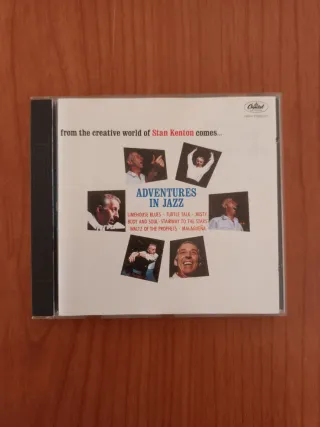 Capitol
from the creative world of Stan Kenton comes...
ADVENTURES
IN JAZZ
LIMEHOUSE BLUES • TURTLE TALK • MISTY
BODY AND SOUL • STAIRWAY TO THE STARS
WALTZ OF THE PROPHETS • MALAGUEÑA